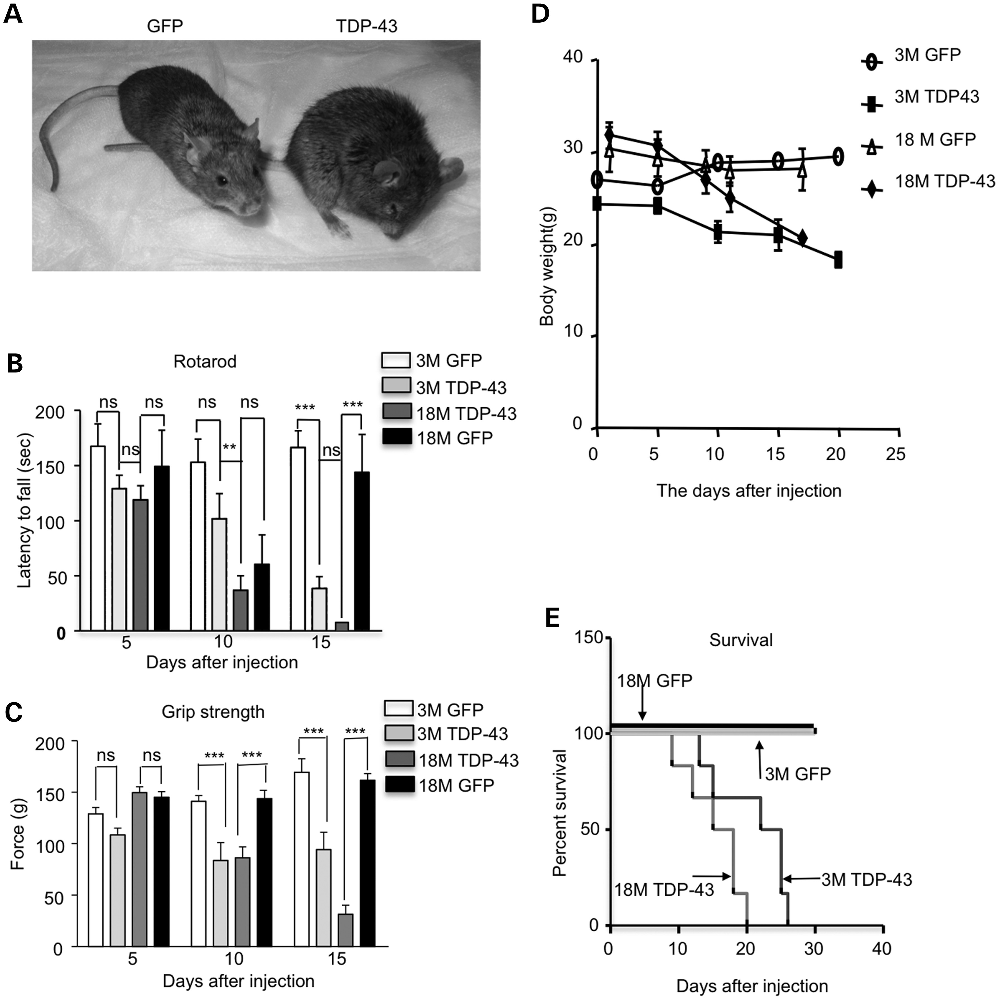 A
GFP
TDP-43
B
Rotarod
3M GFP
3M TDP-43
18M TDP-43
18M GFP
ns
ns
ns
ns
**
ns
***
ns
***
200
150
100
50
0
Latency to fall (sec)
5
10
15
Days after injection
C
Grip strength
3M GFP
3M TDP-43
18M TDP-43
18M GFP
ns
ns
***
***
***
***
200
150
100
50
0
Force (g)
5
10
15
Days after injection
D
3M GFP
3M TDP43
18 M GFP
18M TDP-43
40
30
20
10
0
Body weight(g)
0
5
10
15
20
25
The days after injection
E
Survival
150
100
50
0
Percent survival
18M GFP
3M GFP
18M TDP-43
3M TDP-43
0
10
20
30
40
Days after injection